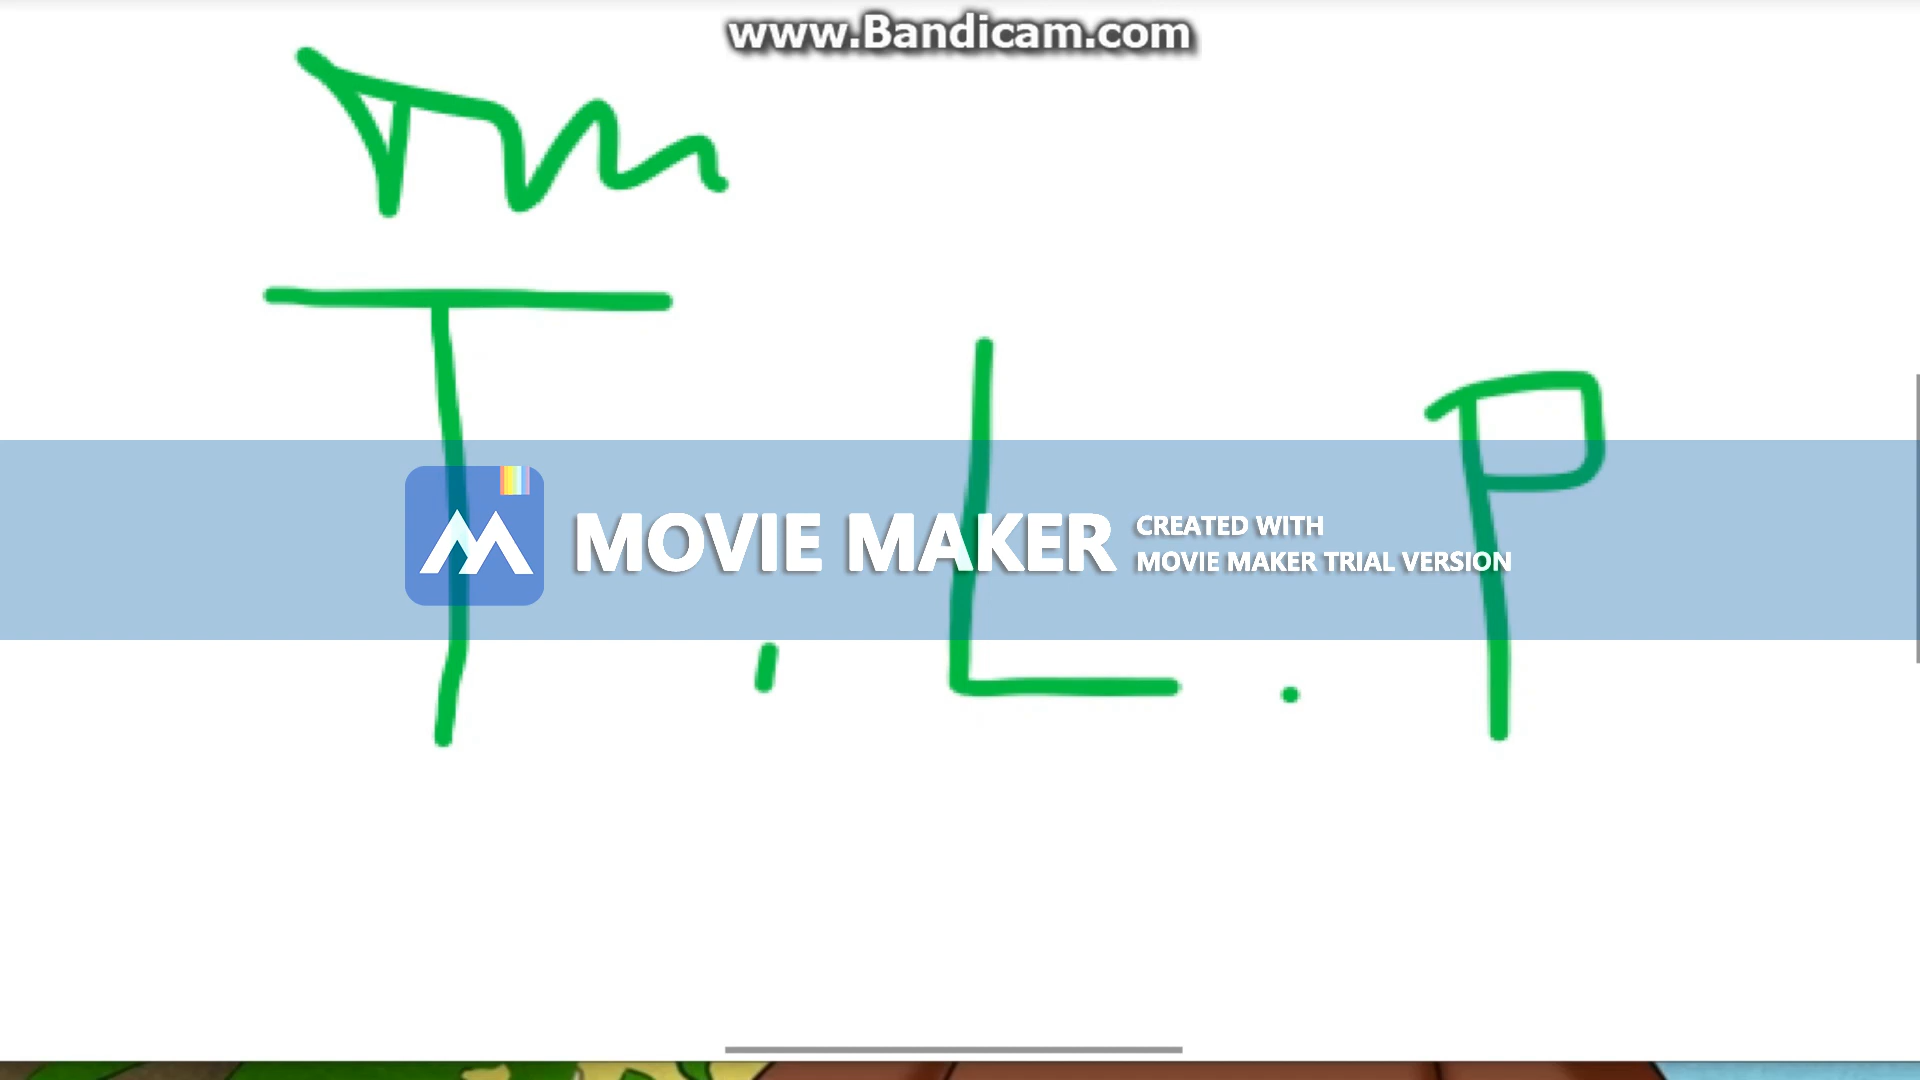 www.Bandicam.com
Tm
T.L.P
MOVIE MAKER
CREATED WITH
MOVIE MAKER TRIAL VERSION